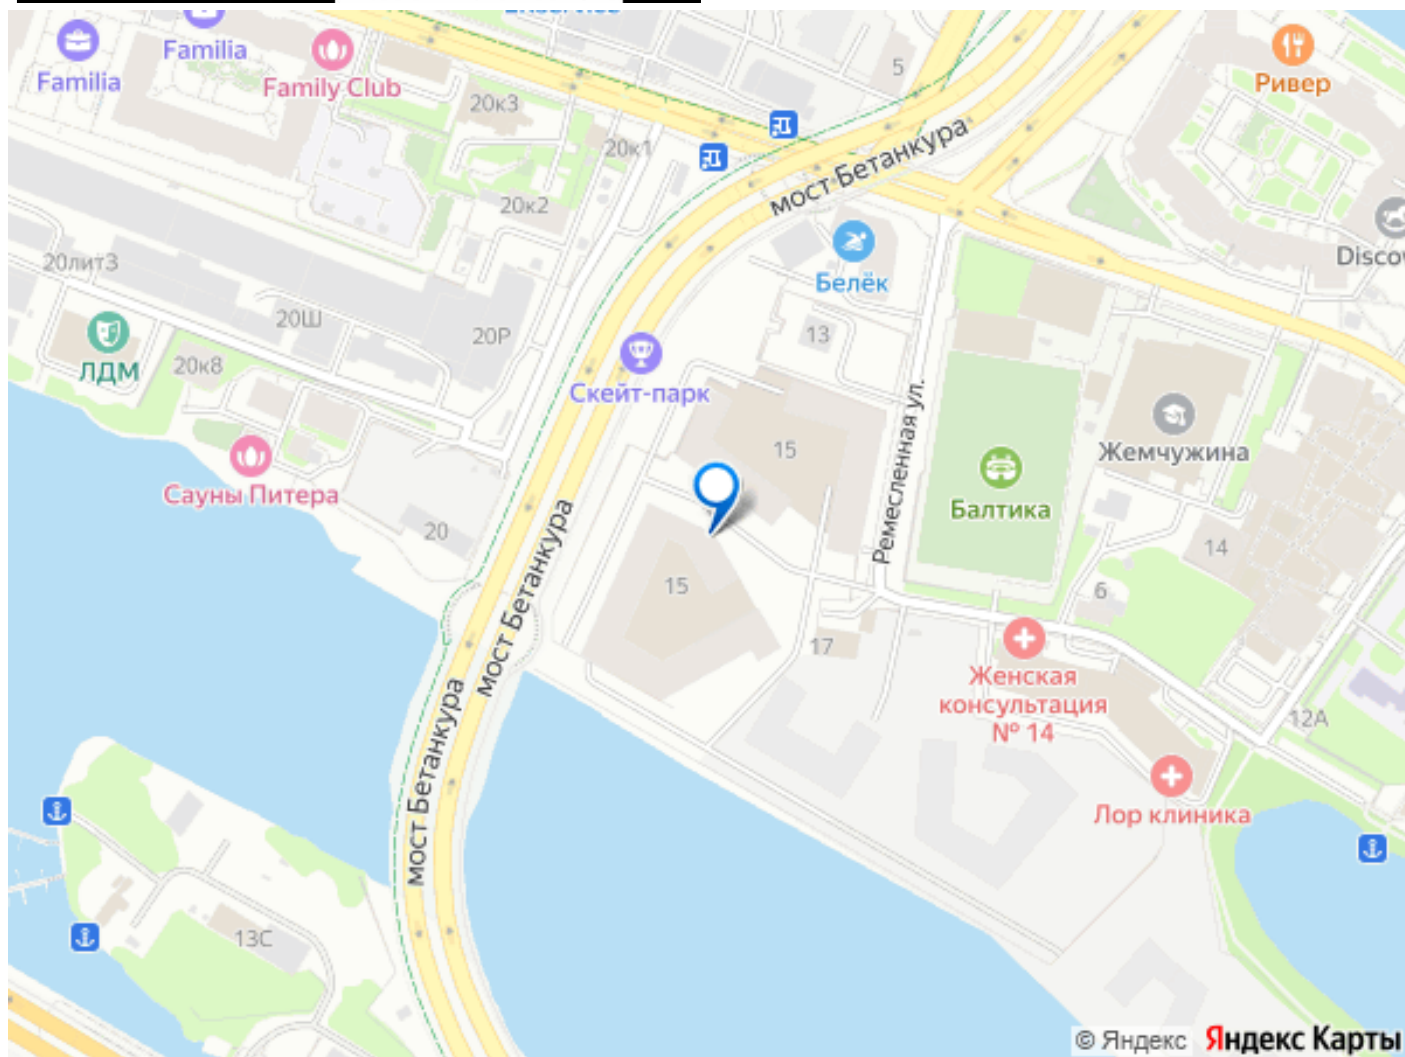 Familia
Familia
Family Club
20к3
5
Ривер
20к1
мост Бетанкура
20к2
Discov
20лит3
Белёк
20Ш
20Р
13
ЛДМ
20к8
Скейт-парк
Ремесленная ул.
15
Жемчужина
Сауны Питера
Балтика
20
мост Бетанкура
14
15
6
17
Женская
консультация
№ 14
12А
мост Бетанкура
Лор клиника
13С
© Яндекс Яндекс Карты